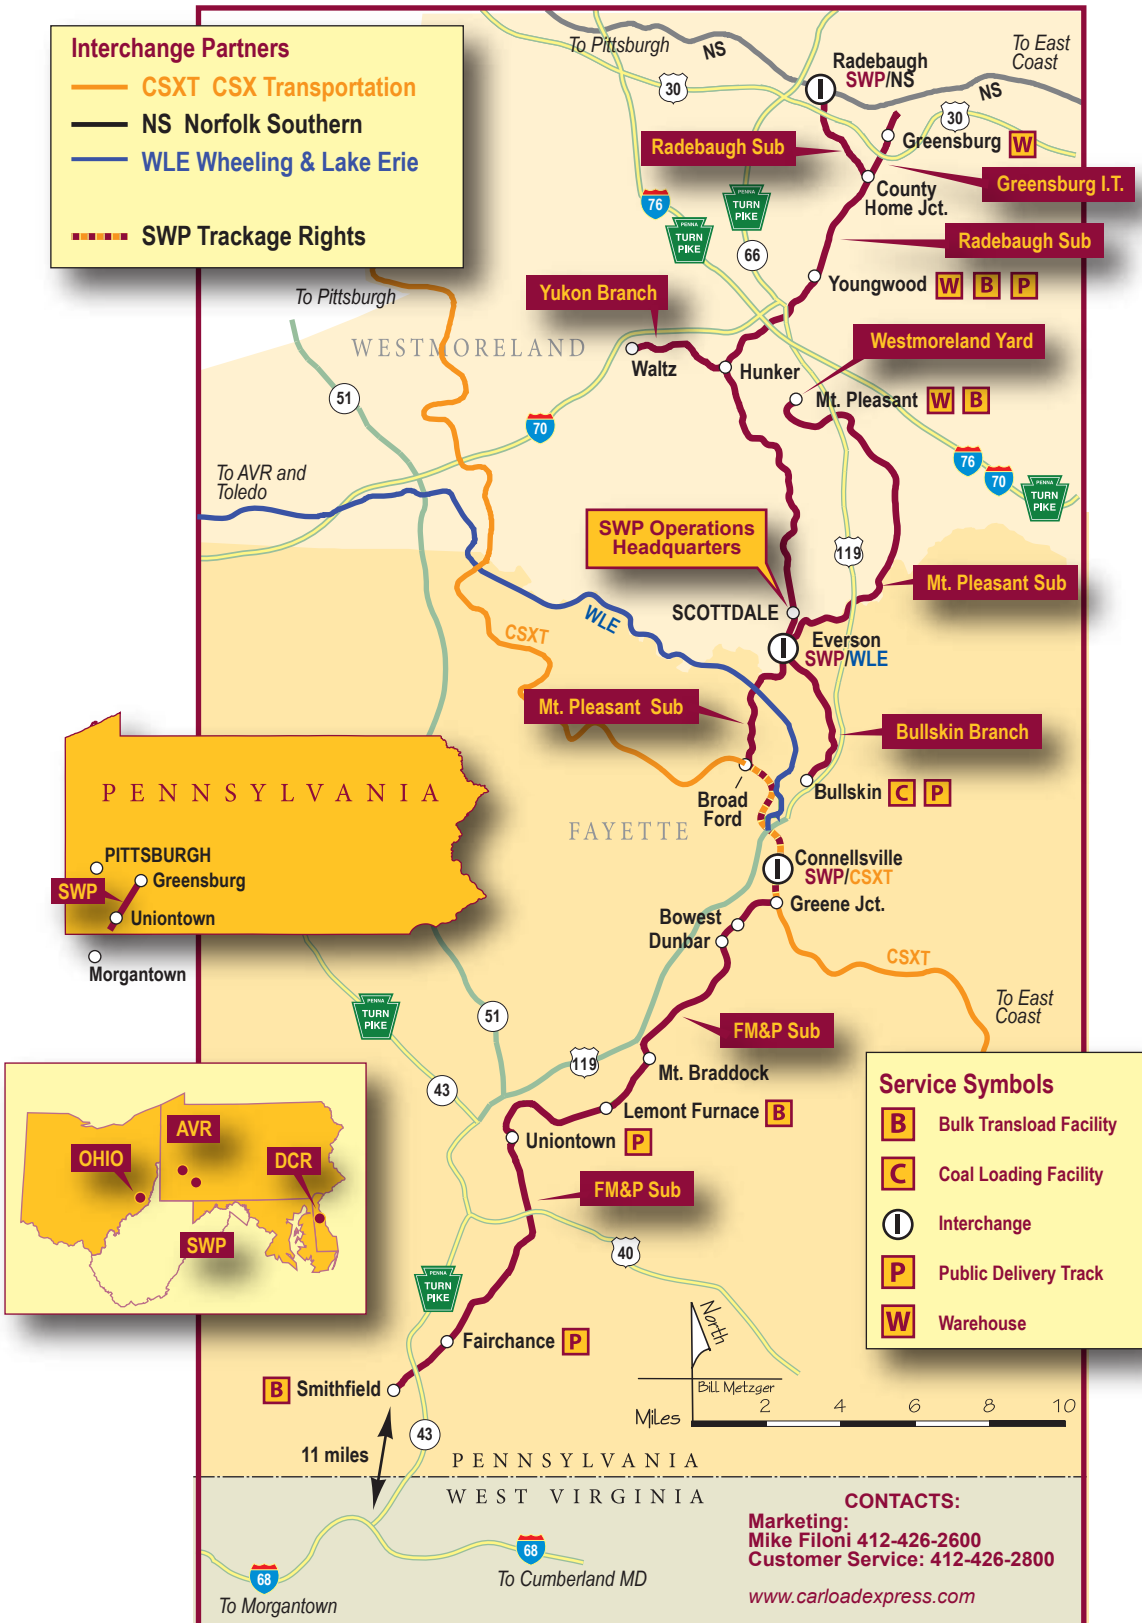 Interchange Partners
CSXT CSX Transportation
NS Norfolk Southern
WLE Wheeling & Lake Erie
SWP Trackage Rights
To Pittsburgh
NS
To East
Coast
Radebaugh
SWP/NS
NS
30
30
Greensburg W
Radebaugh Sub
Greensburg I.T.
County
Home Jct.
76
PENNA
TURN
PIKE
PENNA
TURN
PIKE
66
Radebaugh Sub
Youngwood W B P
To Pittsburgh
Yukon Branch
WESTMORELAND
Westmoreland Yard
Waltz
Hunker
51
Mt. Pleasant W B
70
76
70
PENNA
TURN
PIKE
To AVR and
Toledo
SWP Operations
Headquarters
119
Mt. Pleasant Sub
SCOTTDALE
WLE
CSXT
Everson
SWP/WLE
Mt. Pleasant Sub
Bullskin Branch
PENNSYLVANIA
Broad
Ford
Bullskin C P
FAYETTE
PITTSBURGH
Greensburg
SWP
Uniontown
Morgantown
Connellsville
SWP/CSXT
Greene Jct.
Bowest
Dunbar
CSXT
To East
Coast
PENNA
TURN
PIKE
51
FM&P Sub
119
43
Mt. Braddock
Lemont Furnace B
Uniontown P
AVR
OHIO
DCR
SWP
FM&P Sub
40
PENNA
TURN
PIKE
Service Symbols
B Bulk Transload Facility
C Coal Loading Facility
I Interchange
P Public Delivery Track
W Warehouse
Fairchance P
North
Bill Metzger
B Smithfield
Miles 2 4 6 8 10
43
11 miles
PENNSYLVANIA
WEST VIRGINIA
CONTACTS:
Marketing:
Mike Filoni 412-426-2600
Customer Service: 412-426-2800
www.carloadexpress.com
68
68
To Cumberland MD
To Morgantown